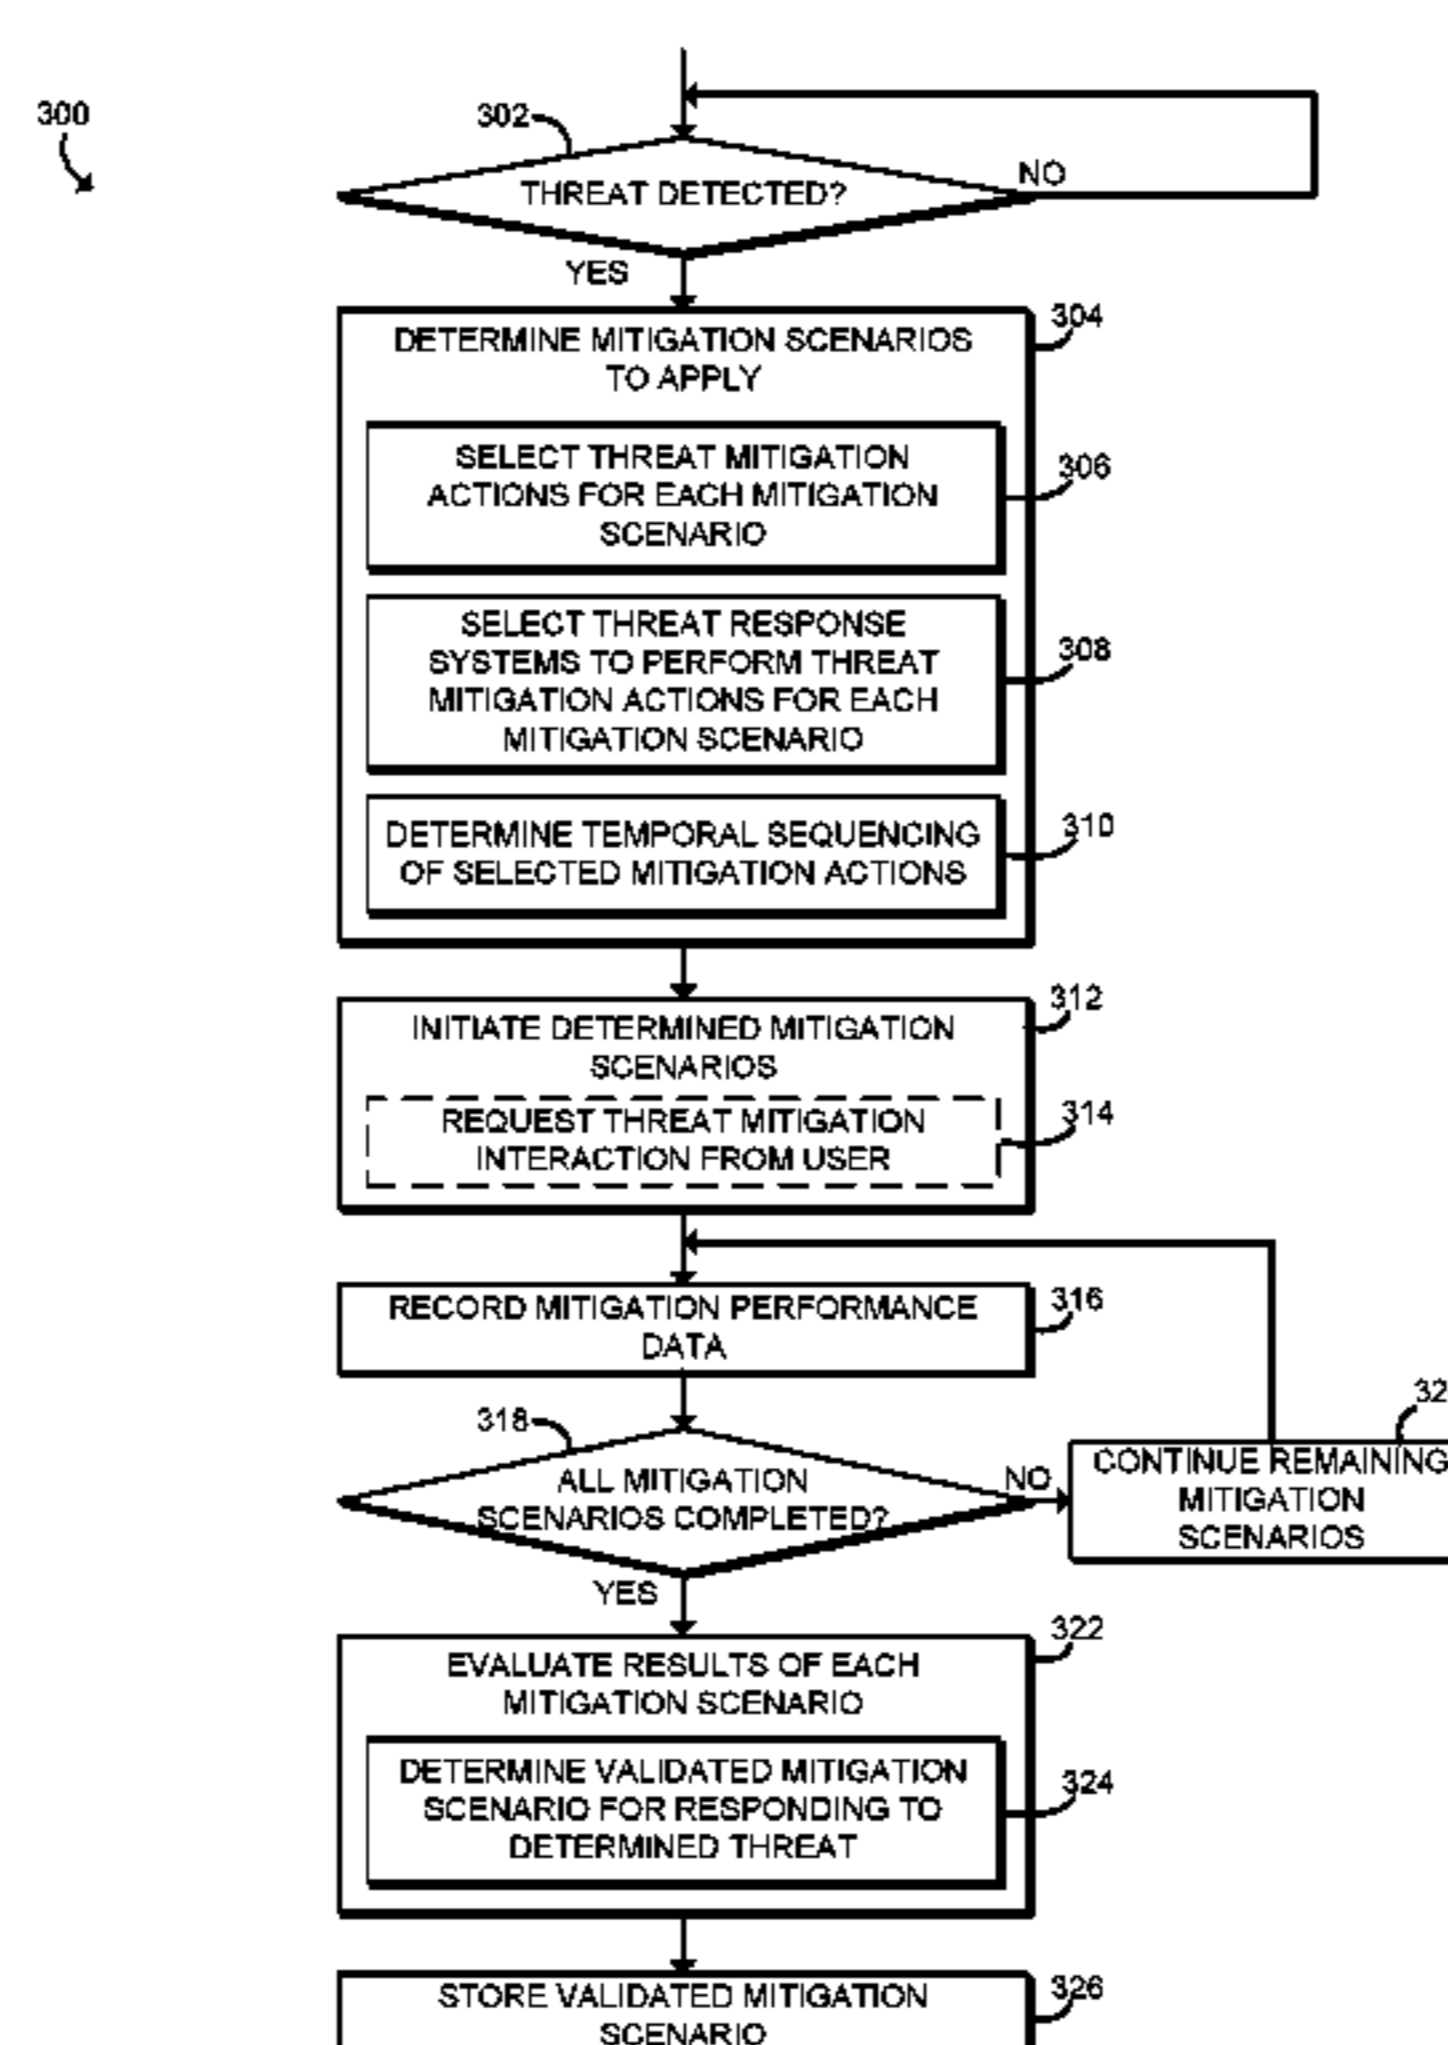 300
302
THREAT DETECTED?
NO
YES
304
DETERMINE MITIGATION SCENARIOS
TO APPLY
SELECT THREAT MITIGATION
ACTIONS FOR EACH MITIGATION
SCENARIO
306
SELECT THREAT RESPONSE
SYSTEMS TO PERFORM THREAT
MITIGATION ACTIONS FOR EACH
MITIGATION SCENARIO
308
DETERMINE TEMPORAL SEQUENCING
OF SELECTED MITIGATION ACTIONS
310
INITIATE DETERMINED MITIGATION
SCENARIOS
312
REQUEST THREAT MITIGATION
INTERACTION FROM USER
314
RECORD MITIGATION PERFORMANCE
DATA
316
318
ALL MITIGATION
SCENARIOS COMPLETED?
NO
YES
CONTINUE REMAINING
MITIGATION
SCENARIOS
EVALUATE RESULTS OF EACH
MITIGATION SCENARIO
322
DETERMINE VALIDATED MITIGATION
SCENARIO FOR RESPONDING TO
DETERMINED THREAT
324
STORE VALIDATED MITIGATION
SCENARIO
326